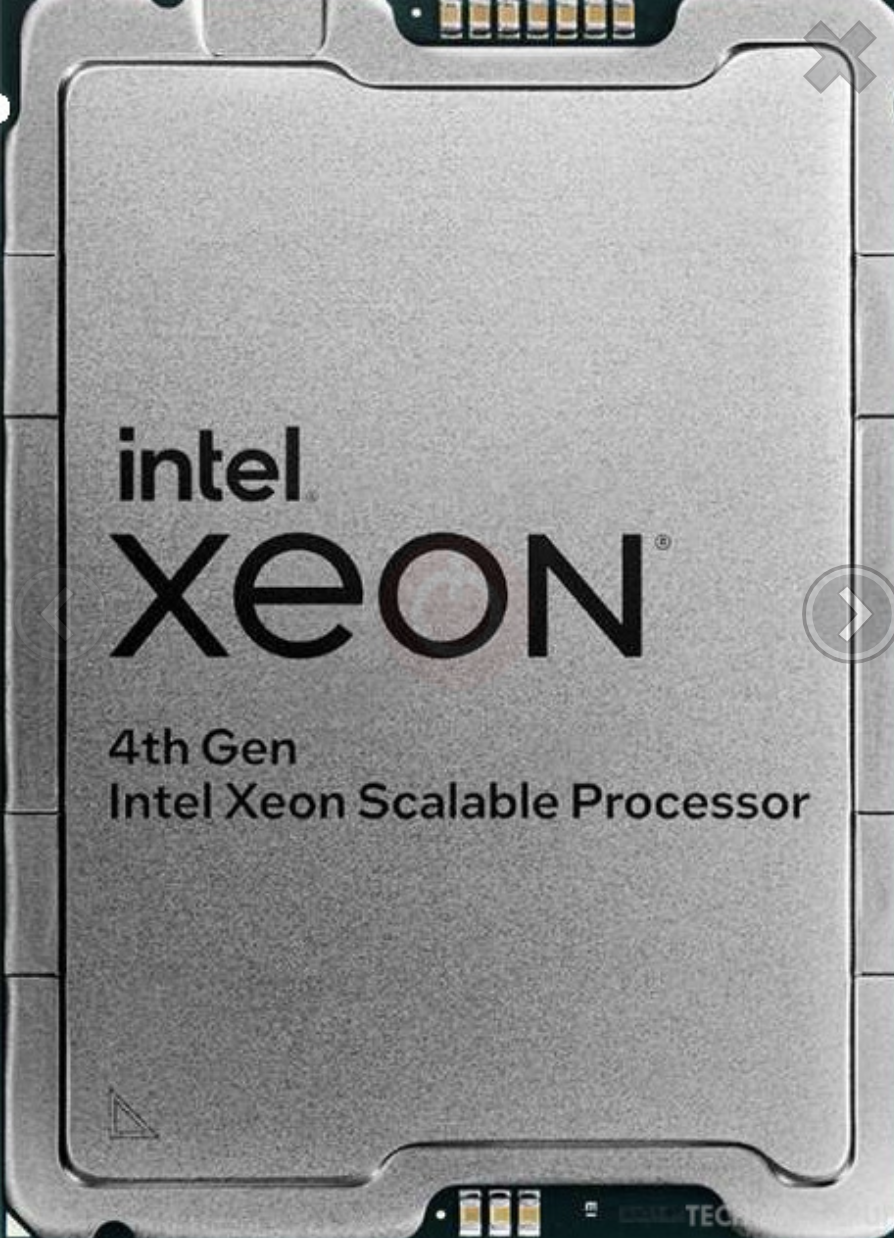 intel
xeon®
4th Gen
Intel Xeon Scalable Processor